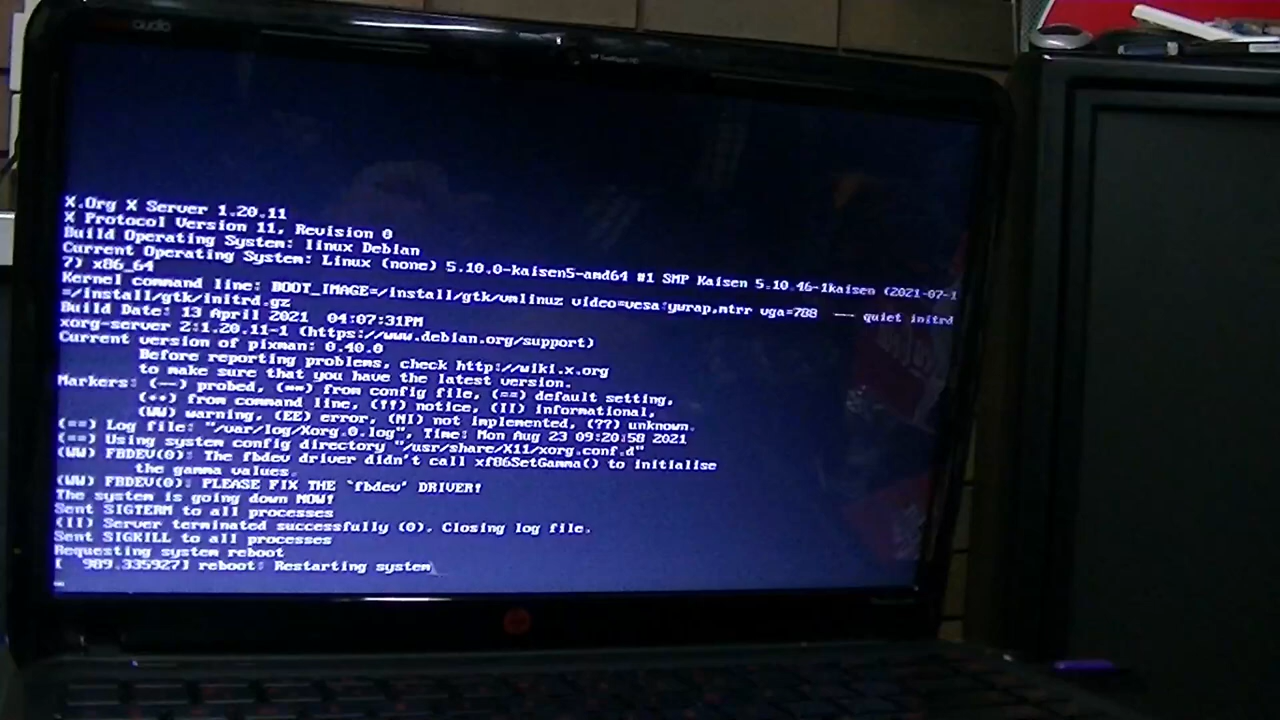 audio
X.Org X Server 1.20.11
X Protocol Version 11, Revision 0
Build Operating System: linux Debian
Current Operating System: Linux (none) 5.10.0-kaisen5-amd64 #1 SMP Kaisen 5.10.46-1kaisen (2021-07-1
7) x86_64
Kernel command line: BOOT_IMAGE=/install/gtk/vmlinuz video=vesa:ywrap,mtrr vga=788 --- quiet initrd
=/install/gtk/initrd.gz
Build Date: 13 April 2021  04:07:31PM
xorg-server 2:1.20.11-1 (https://www.debian.org/support)
Current version of pixman: 0.40.0
Before reporting problems, check http://wiki.x.org
to make sure that you have the latest version.
Markers: (--) probed, (**) from config file, (==) default setting,
(++) from command line, (!!) notice, (II) informational,
(WW) warning, (EE) error, (NI) not implemented, (??) unknown.
(==) Log file: "/var/log/Xorg.0.log", Time: Mon Aug 23 09:20:58 2021
(==) Using system config directory "/usr/share/X11/xorg.conf.d"
(WW) FBDEV(0): The fbdev driver didn't call xf86SetGamma() to initialise
the gamma values.
(WW) FBDEV(0): PLEASE FIX THE `fbdev' DRIVER!
The system is going down NOW!
Sent SIGTERM to all processes
(II) Server terminated successfully (0). Closing log file.
Sent SIGKILL to all processes
Requesting system reboot
[  989.335927] reboot: Restarting system